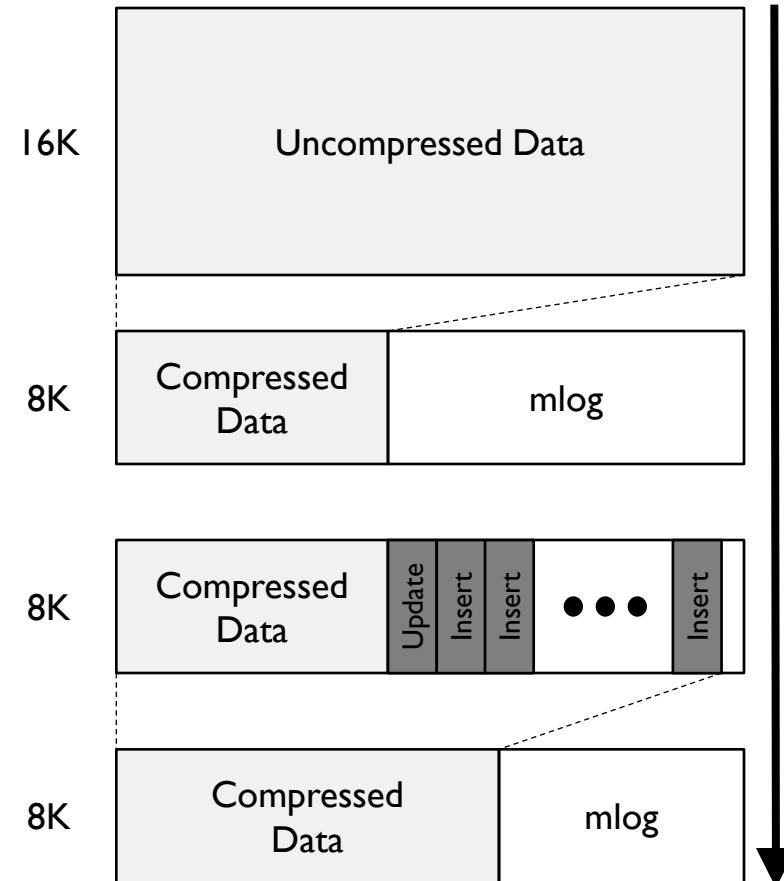 16K
Uncompressed Data
8K
Compressed
Data
mlog
8K
Compressed
Data
Update
Insert
Insert
Insert
8K
Compressed
Data
mlog